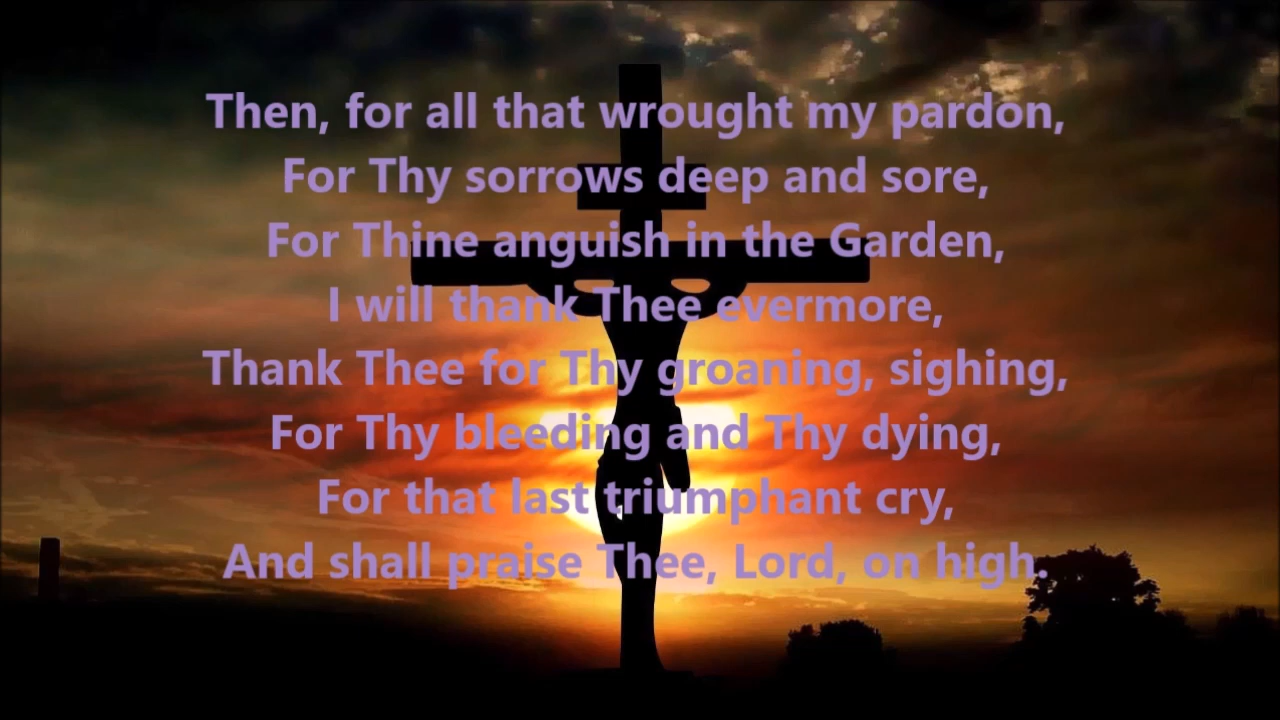 Then, for all that wrought my pardon,
For Thy sorrows deep and sore,
For Thine anguish in the Garden,
I will thank Thee evermore,
Thank Thee for Thy groaning, sighing,
For Thy bleeding and Thy dying,
For that last triumphant cry,
And shall praise Thee, Lord, on high.